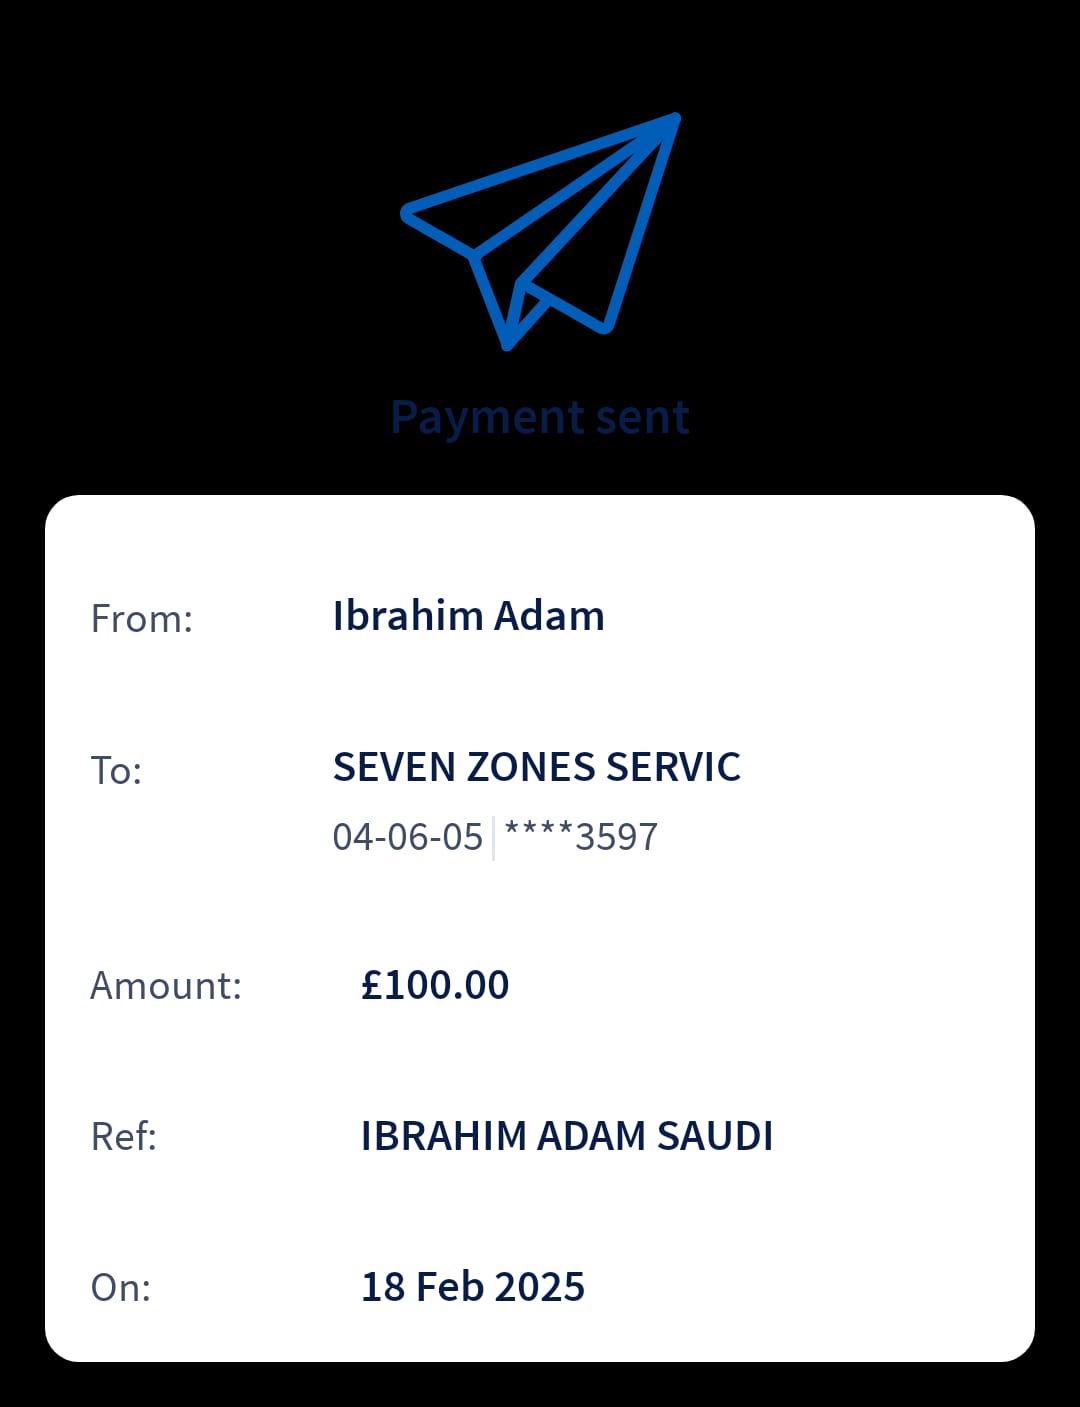 Payment sent
From: Ibrahim Adam
To: SEVEN ZONES SERVIC
04-06-05 ****3597
Amount: £100.00
Ref: IBRAHIM ADAM SAUDI
On: 18 Feb 2025